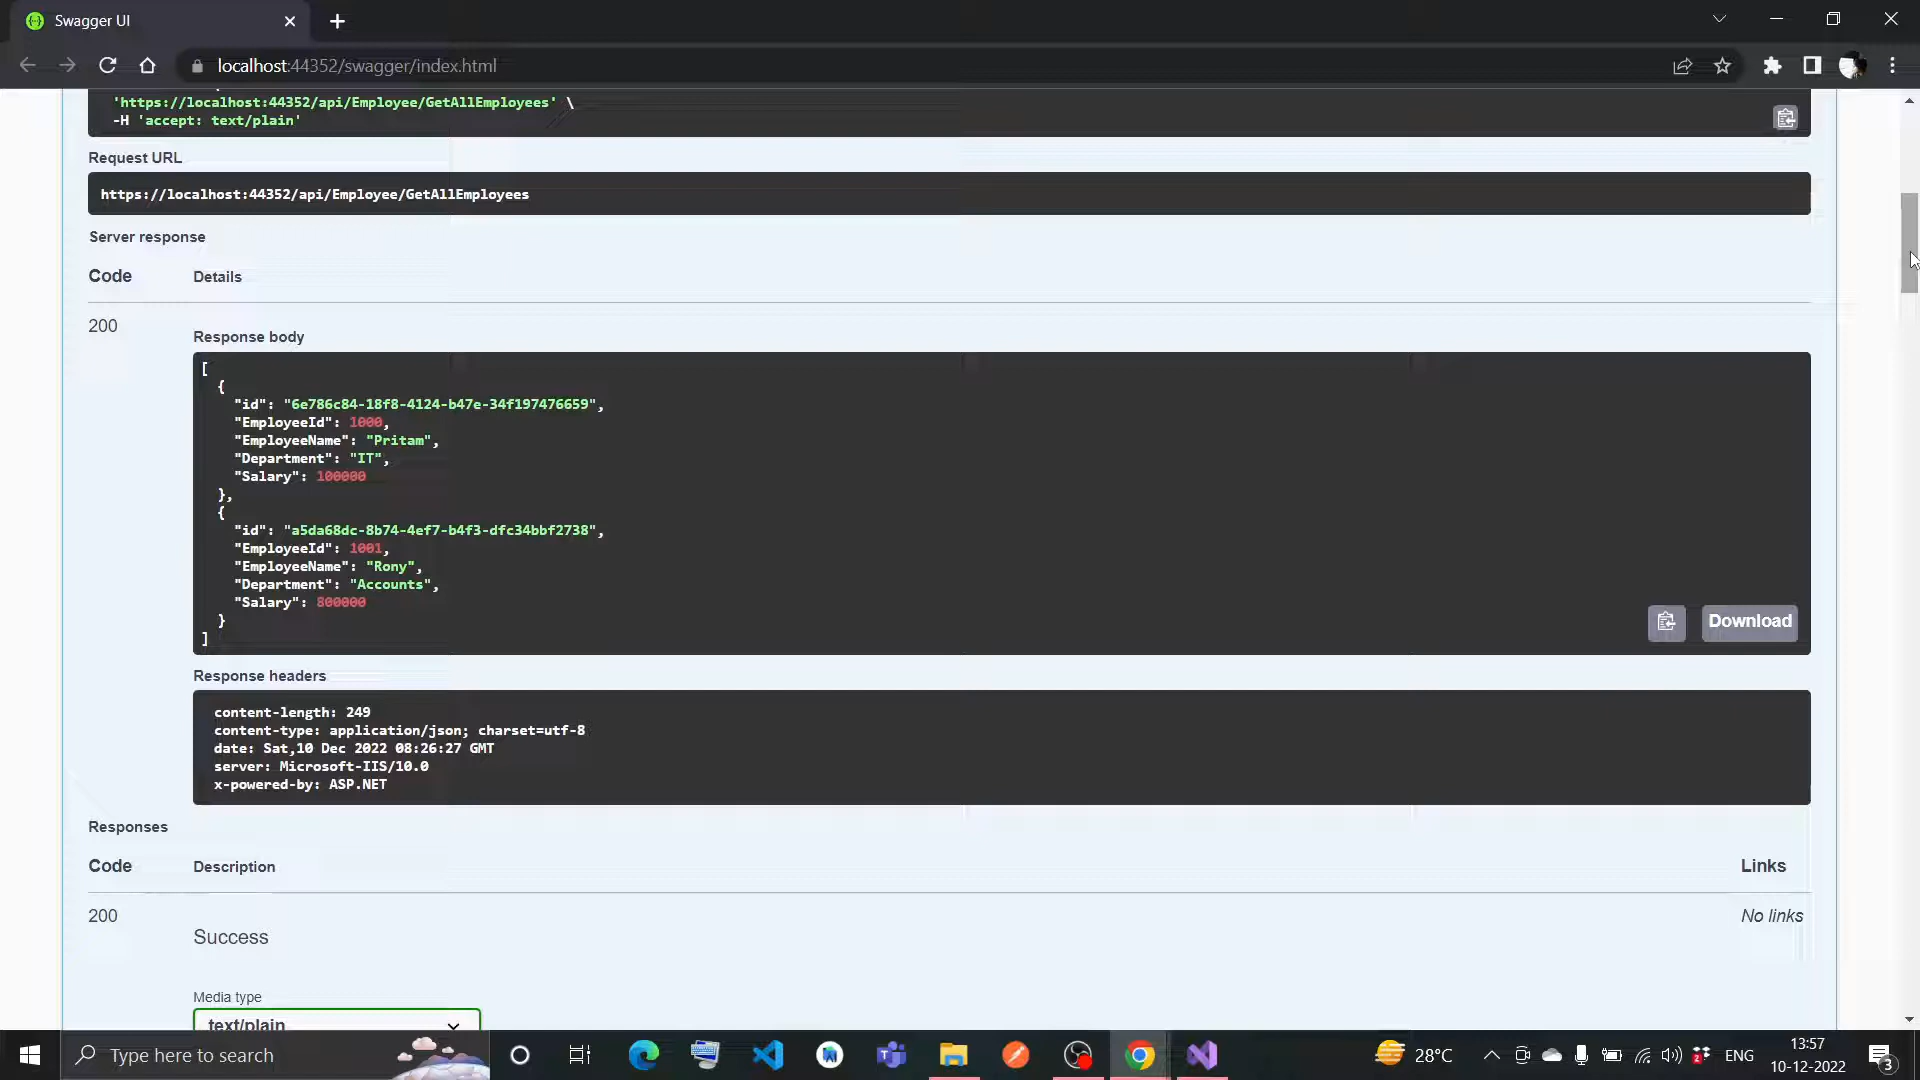 Swagger UI
localhost:44352/swagger/index.html
'https://localhost:44352/api/Employee/GetAllEmployees' \
-H 'accept: text/plain'
Request URL
https://localhost:44352/api/Employee/GetAllEmployees
Server response
Code Details
200
Response body
[
{
"id": "6e786c84-18f8-4124-b47e-34f197476659",
"EmployeeId": 1000,
"EmployeeName": "Pritam",
"Department": "IT",
"Salary": 100000
},
{
"id": "a5da68dc-8b74-4ef7-b4f3-dfc34bbf2738",
"EmployeeId": 1001,
"EmployeeName": "Rony",
"Department": "Accounts",
"Salary": 800000
}
]
Download
Response headers
content-length: 249
content-type: application/json; charset=utf-8
date: Sat,10 Dec 2022 08:26:27 GMT
server: Microsoft-IIS/10.0
x-powered-by: ASP.NET
Responses
Code Description Links
200 No links
Success
Media type
text/plain
Type here to search
28°C
ENG
13:57
10-12-2022
3